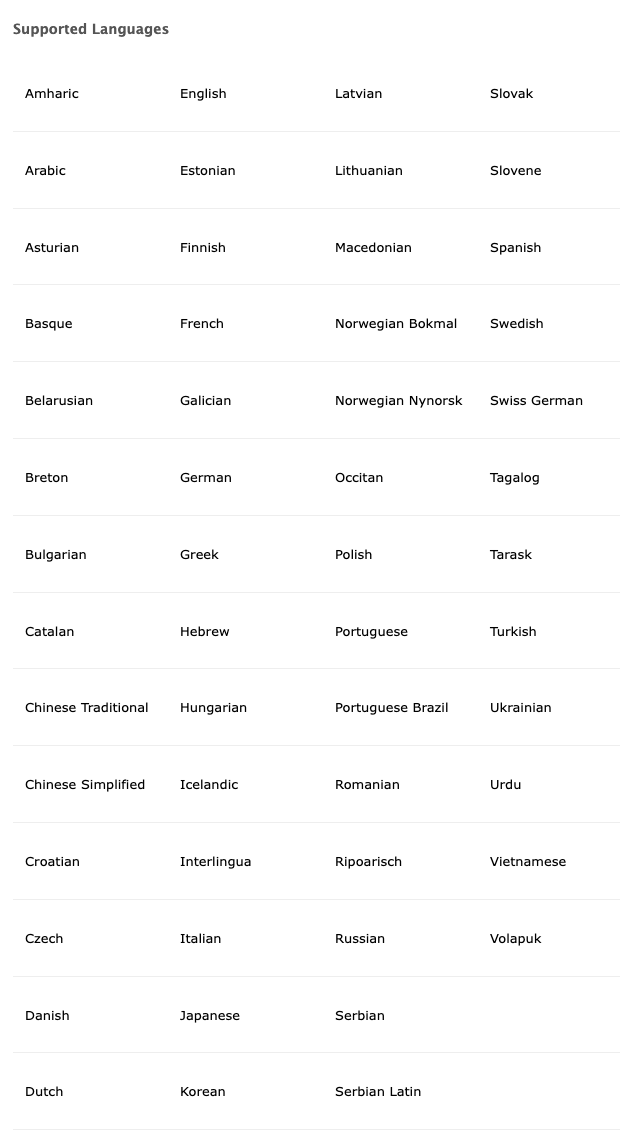 Supported Languages
Amharic English Latvian Slovak
Arabic Estonian Lithuanian Slovene
Asturian Finnish Macedonian Spanish
Basque French Norwegian Bokmal Swedish
Belarusian Galician Norwegian Nynorsk Swiss German
Breton German Occitan Tagalog
Bulgarian Greek Polish Tarask
Catalan Hebrew Portuguese Turkish
Chinese Traditional Hungarian Portuguese Brazil Ukrainian
Chinese Simplified Icelandic Romanian Urdu
Croatian Interlingua Ripoarisch Vietnamese
Czech Italian Russian Volapuk
Danish Japanese Serbian
Dutch Korean Serbian Latin